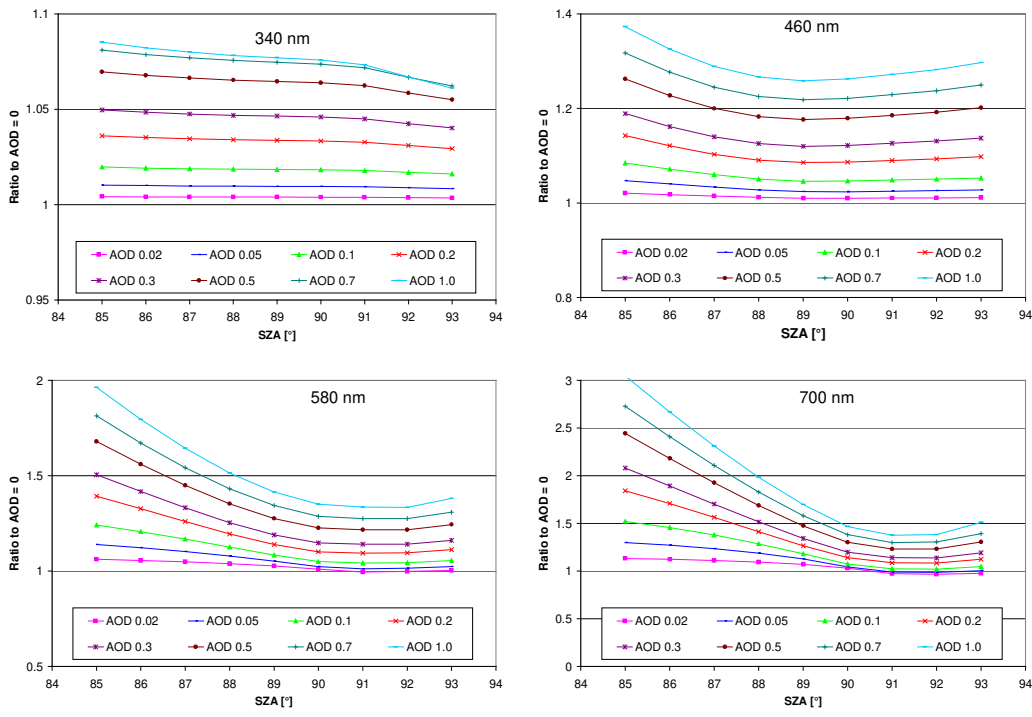 340 nm
Ratio to AOD = 0
1.1
1.05
1
0.95
AOD 0.02 AOD 0.05 AOD 0.1 AOD 0.2
AOD 0.3 AOD 0.5 AOD 0.7 AOD 1.0
84 85 86 87 88 89 90 91 92 93 94
SZA [°]
460 nm
Ratio to AOD = 0
1.4
1.2
1
0.8
AOD 0.02 AOD 0.05 AOD 0.1 AOD 0.2
AOD 0.3 AOD 0.5 AOD 0.7 AOD 1.0
84 85 86 87 88 89 90 91 92 93 94
SZA [°]
580 nm
Ratio to AOD = 0
2
1.5
1
0.5
AOD 0.02 AOD 0.05 AOD 0.1 AOD 0.2
AOD 0.3 AOD 0.5 AOD 0.7 AOD 1.0
84 85 86 87 88 89 90 91 92 93 94
SZA [°]
700 nm
Ratio to AOD = 0
3
2.5
2
1.5
1
0.5
0
AOD 0.02 AOD 0.05 AOD 0.1 AOD 0.2
AOD 0.3 AOD 0.5 AOD 0.7 AOD 1.0
84 85 86 87 88 89 90 91 92 93 94
SZA [°]